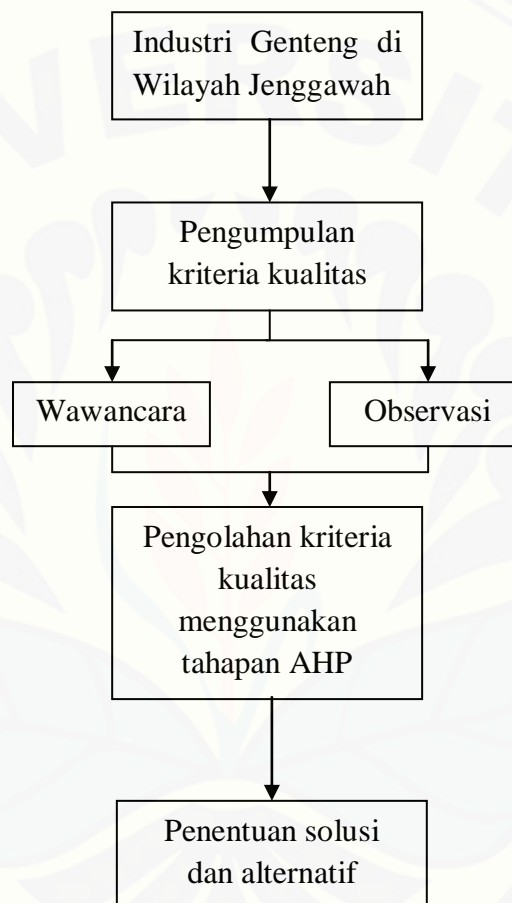 Industri Genteng di
Wilayah Jenggawah
Pengumpulan
kriteria kualitas
Wawancara
Observasi
Pengolahan kriteria
kualitas
menggunakan
tahapan AHP
Penentuan solusi
dan alternatif